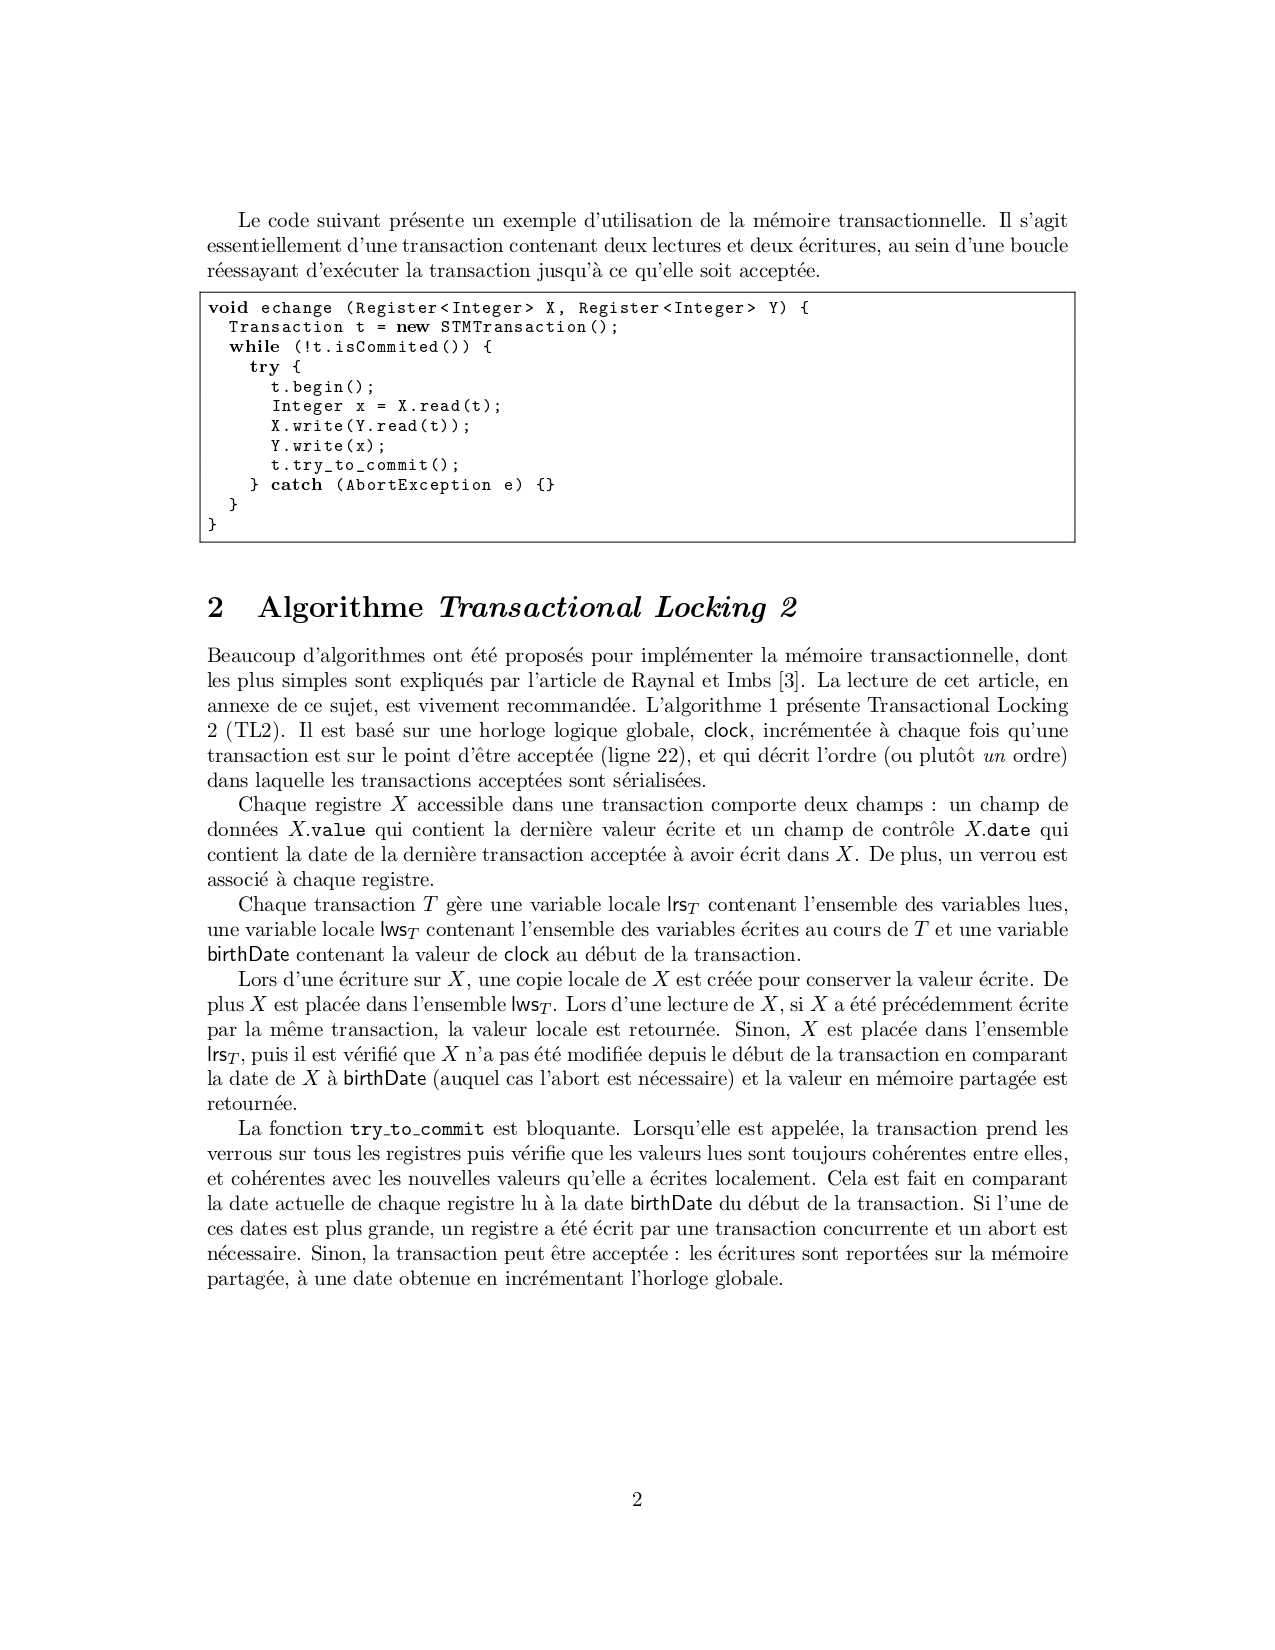 Le code suivant présente un exemple d'utilisation de la mémoire transactionnelle. Il s'agit
essentiellement d'une transaction contenant deux lectures et deux écritures, au sein d'une boucle
réessayant d'exécuter la transaction jusqu'à ce qu'elle soit acceptée.
void echange (Register<Integer> X, Register<Integer> Y) {
  Transaction t = new STMTransaction();
  while (!t.isCommited()) {
    try {
      t.begin();
      Integer x = X.read(t);
      X.write(Y.read(t));
      Y.write(x);
      t.try_to_commit();
    } catch (AbortException e) {}
  }
}
2 Algorithme Transactional Locking 2
Beaucoup d'algorithmes ont été proposés pour implémenter la mémoire transactionnelle, dont
les plus simples sont expliqués par l'article de Raynal et Imbs [3]. La lecture de cet article, en
annexe de ce sujet, est vivement recommandée. L'algorithme 1 présente Transactional Locking
2 (TL2). Il est basé sur une horloge logique globale, clock, incrémentée à chaque fois qu'une
transaction est sur le point d'être acceptée (ligne 22), et qui décrit l'ordre (ou plutôt un ordre)
dans laquelle les transactions acceptées sont sérialisées.
Chaque registre X accessible dans une transaction comporte deux champs : un champ de
données X.value qui contient la dernière valeur écrite et un champ de contrôle X.date qui
contient la date de la dernière transaction acceptée à avoir écrit dans X. De plus, un verrou est
associé à chaque registre.
Chaque transaction T gère une variable locale lrsT contenant l'ensemble des variables lues,
une variable locale lwsT contenant l'ensemble des variables écrites au cours de T et une variable
birthDate contenant la valeur de clock au début de la transaction.
Lors d'une écriture sur X, une copie locale de X est créée pour conserver la valeur écrite. De
plus X est placée dans l'ensemble lwsT. Lors d'une lecture de X, si X a été précédemment écrite
par la même transaction, la valeur locale est retournée. Sinon, X est placée dans l'ensemble
lrsT, puis il est vérifié que X n'a pas été modifiée depuis le début de la transaction en comparant
la date de X à birthDate (auquel cas l'abort est nécessaire) et la valeur en mémoire partagée est
retournée.
La fonction try_to_commit est bloquante. Lorsqu'elle est appelée, la transaction prend les
verrous sur tous les registres puis vérifie que les valeurs lues sont toujours cohérentes entre elles,
et cohérentes avec les nouvelles valeurs qu'elle a écrites localement. Cela est fait en comparant
la date actuelle de chaque registre lu à la date birthDate du début de la transaction. Si l'une de
ces dates est plus grande, un registre a été écrit par une transaction concurrente et un abort est
nécessaire. Sinon, la transaction peut être acceptée : les écritures sont reportées sur la mémoire
partagée, à une date obtenue en incrémentant l'horloge globale.
2